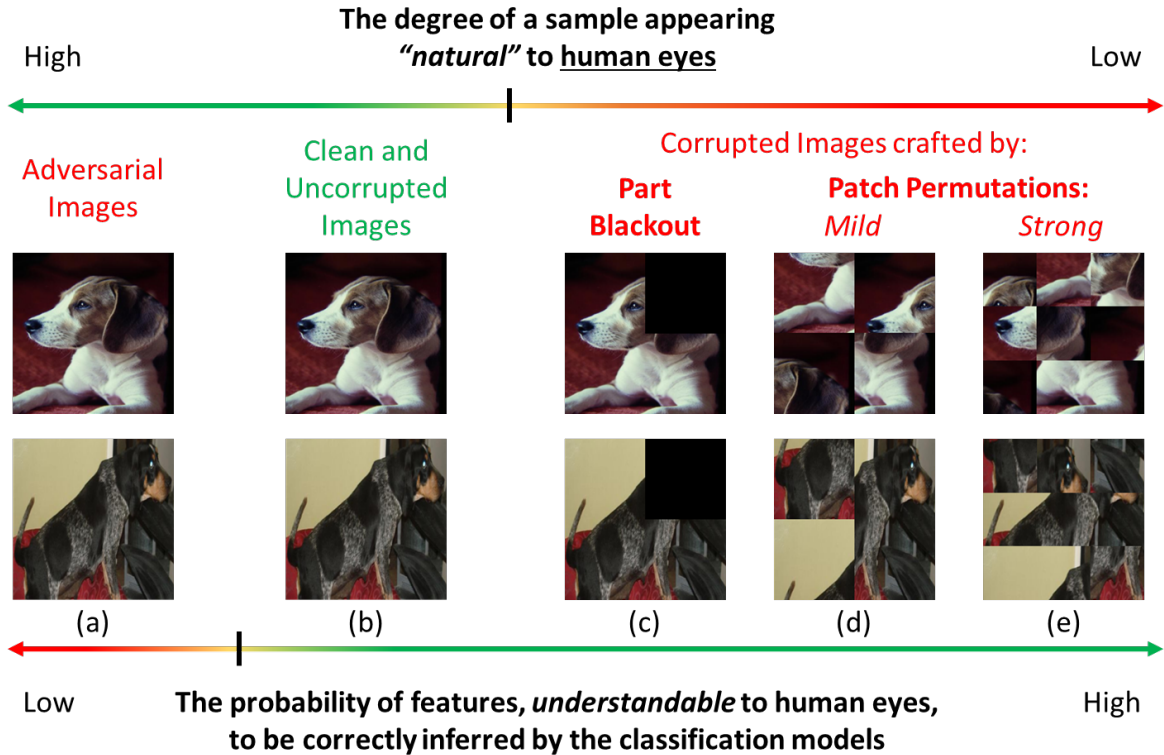 The degree of a sample appearing
“natural” to human eyes
High
Low
Adversarial
Images
Clean and
Uncorrupted
Images
Corrupted Images crafted by:
Part
Blackout
Patch Permutations:
Mild
Strong
(a)
(b)
(c)
(d)
(e)
Low
High
The probability of features, understandable to human eyes,
to be correctly inferred by the classification models